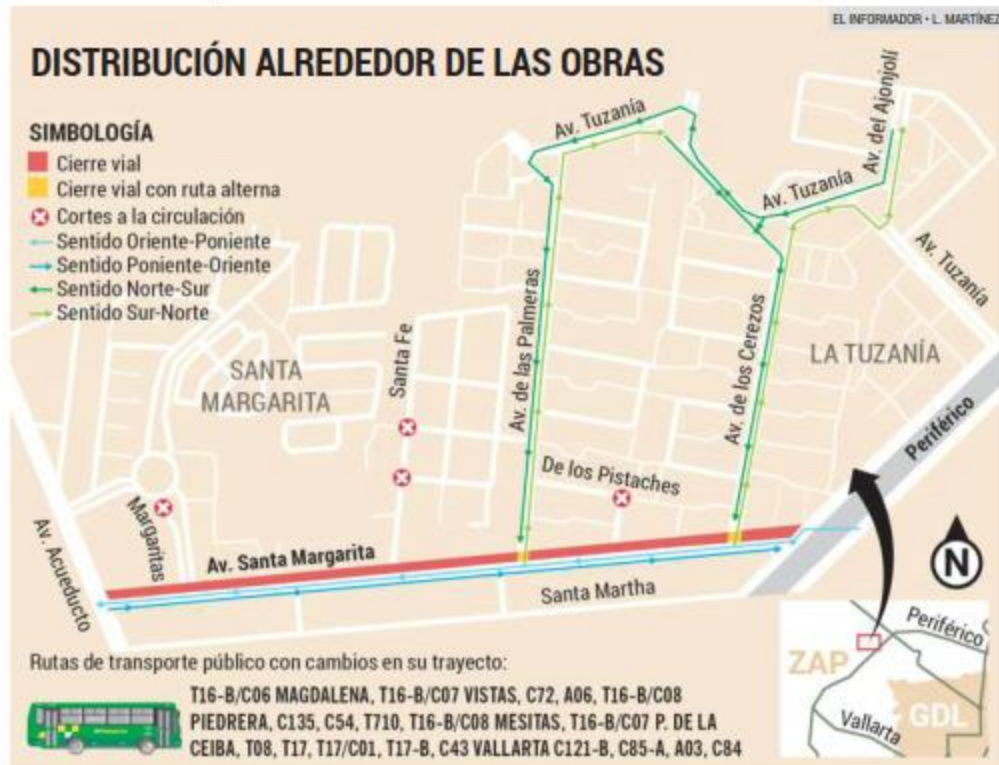 EL INFORMADOR • L. MARTÍNEZ
DISTRIBUCIÓN ALREDEDOR DE LAS OBRAS
SIMBOLOGÍA
Cierre vial
Cierre vial con ruta alterna
Cortes a la circulación
Sentido Oriente-Poniente
Sentido Poniente-Oriente
Sentido Norte-Sur
Sentido Sur-Norte
Av. Tuzanía
Av. del Ajonjolí
Av. Tuzanía
Av. Tuzanía
Av. de las Palmeras
Av. de los Cerezos
Santa Fe
SANTA
MARGARITA
LA TUZANÍA
Periférico
De los Pistaches
Margaritas
Av. Acueducto
Av. Santa Margarita
Santa Martha
N
Periférico
ZAP
GDL
Vallarta
Rutas de transporte público con cambios en su trayecto:
T16-B/C06 MAGDALENA, T16-B/C07 VISTAS, C72, A06, T16-B/C08
PIEDRERA, C135, C54, T710, T16-B/C08 MESITAS, T16-B/C07 P. DE LA
CEIBA, T08, T17, T17/C01, T17-B, C43 VALLARTA C121-B, C85-A, A03, C84